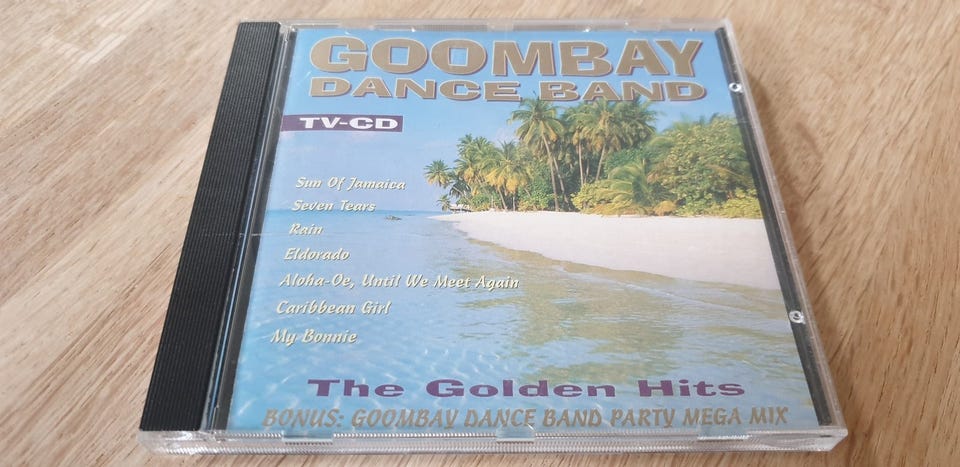 GOOMBAY
DANCE BAND
TV-CD
Sun Of Jamaica
Seven Tears
Rain
Eldorado
Aloha-Oe, Until We Meet Again
Caribbean Girl
My Bonnie
The Golden Hits
BONUS: GOOMBAY DANCE BAND PARTY MEGA MIX